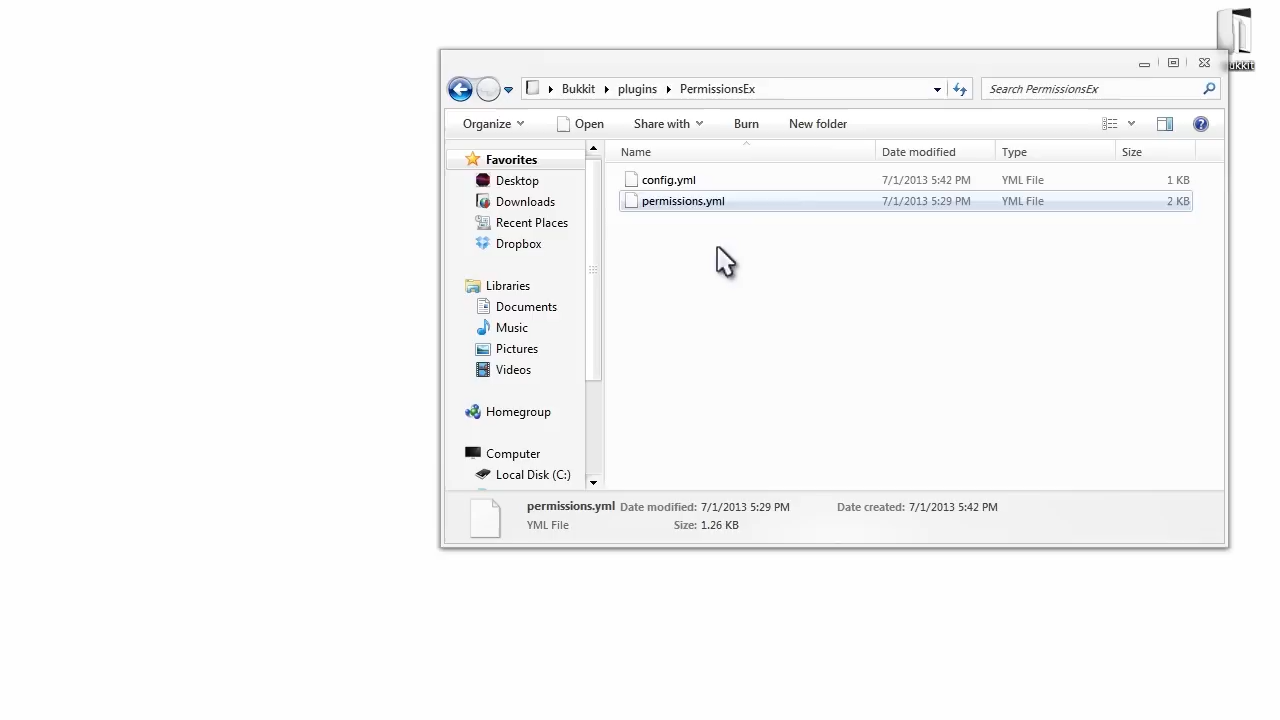 ukkit
Bukkit plugins PermissionsEx
Search PermissionsEx
Organize Open Share with Burn New folder
Name Date modified Type Size
Favorites
Desktop
Downloads
Recent Places
Dropbox
Libraries
Documents
Music
Pictures
Videos
Homegroup
Computer
Local Disk (C:)
config.yml 7/1/2013 5:42 PM YML File 1 KB
permissions.yml 7/1/2013 5:29 PM YML File 2 KB
permissions.yml Date modified: 7/1/2013 5:29 PM Date created: 7/1/2013 5:42 PM
YML File Size: 1.26 KB